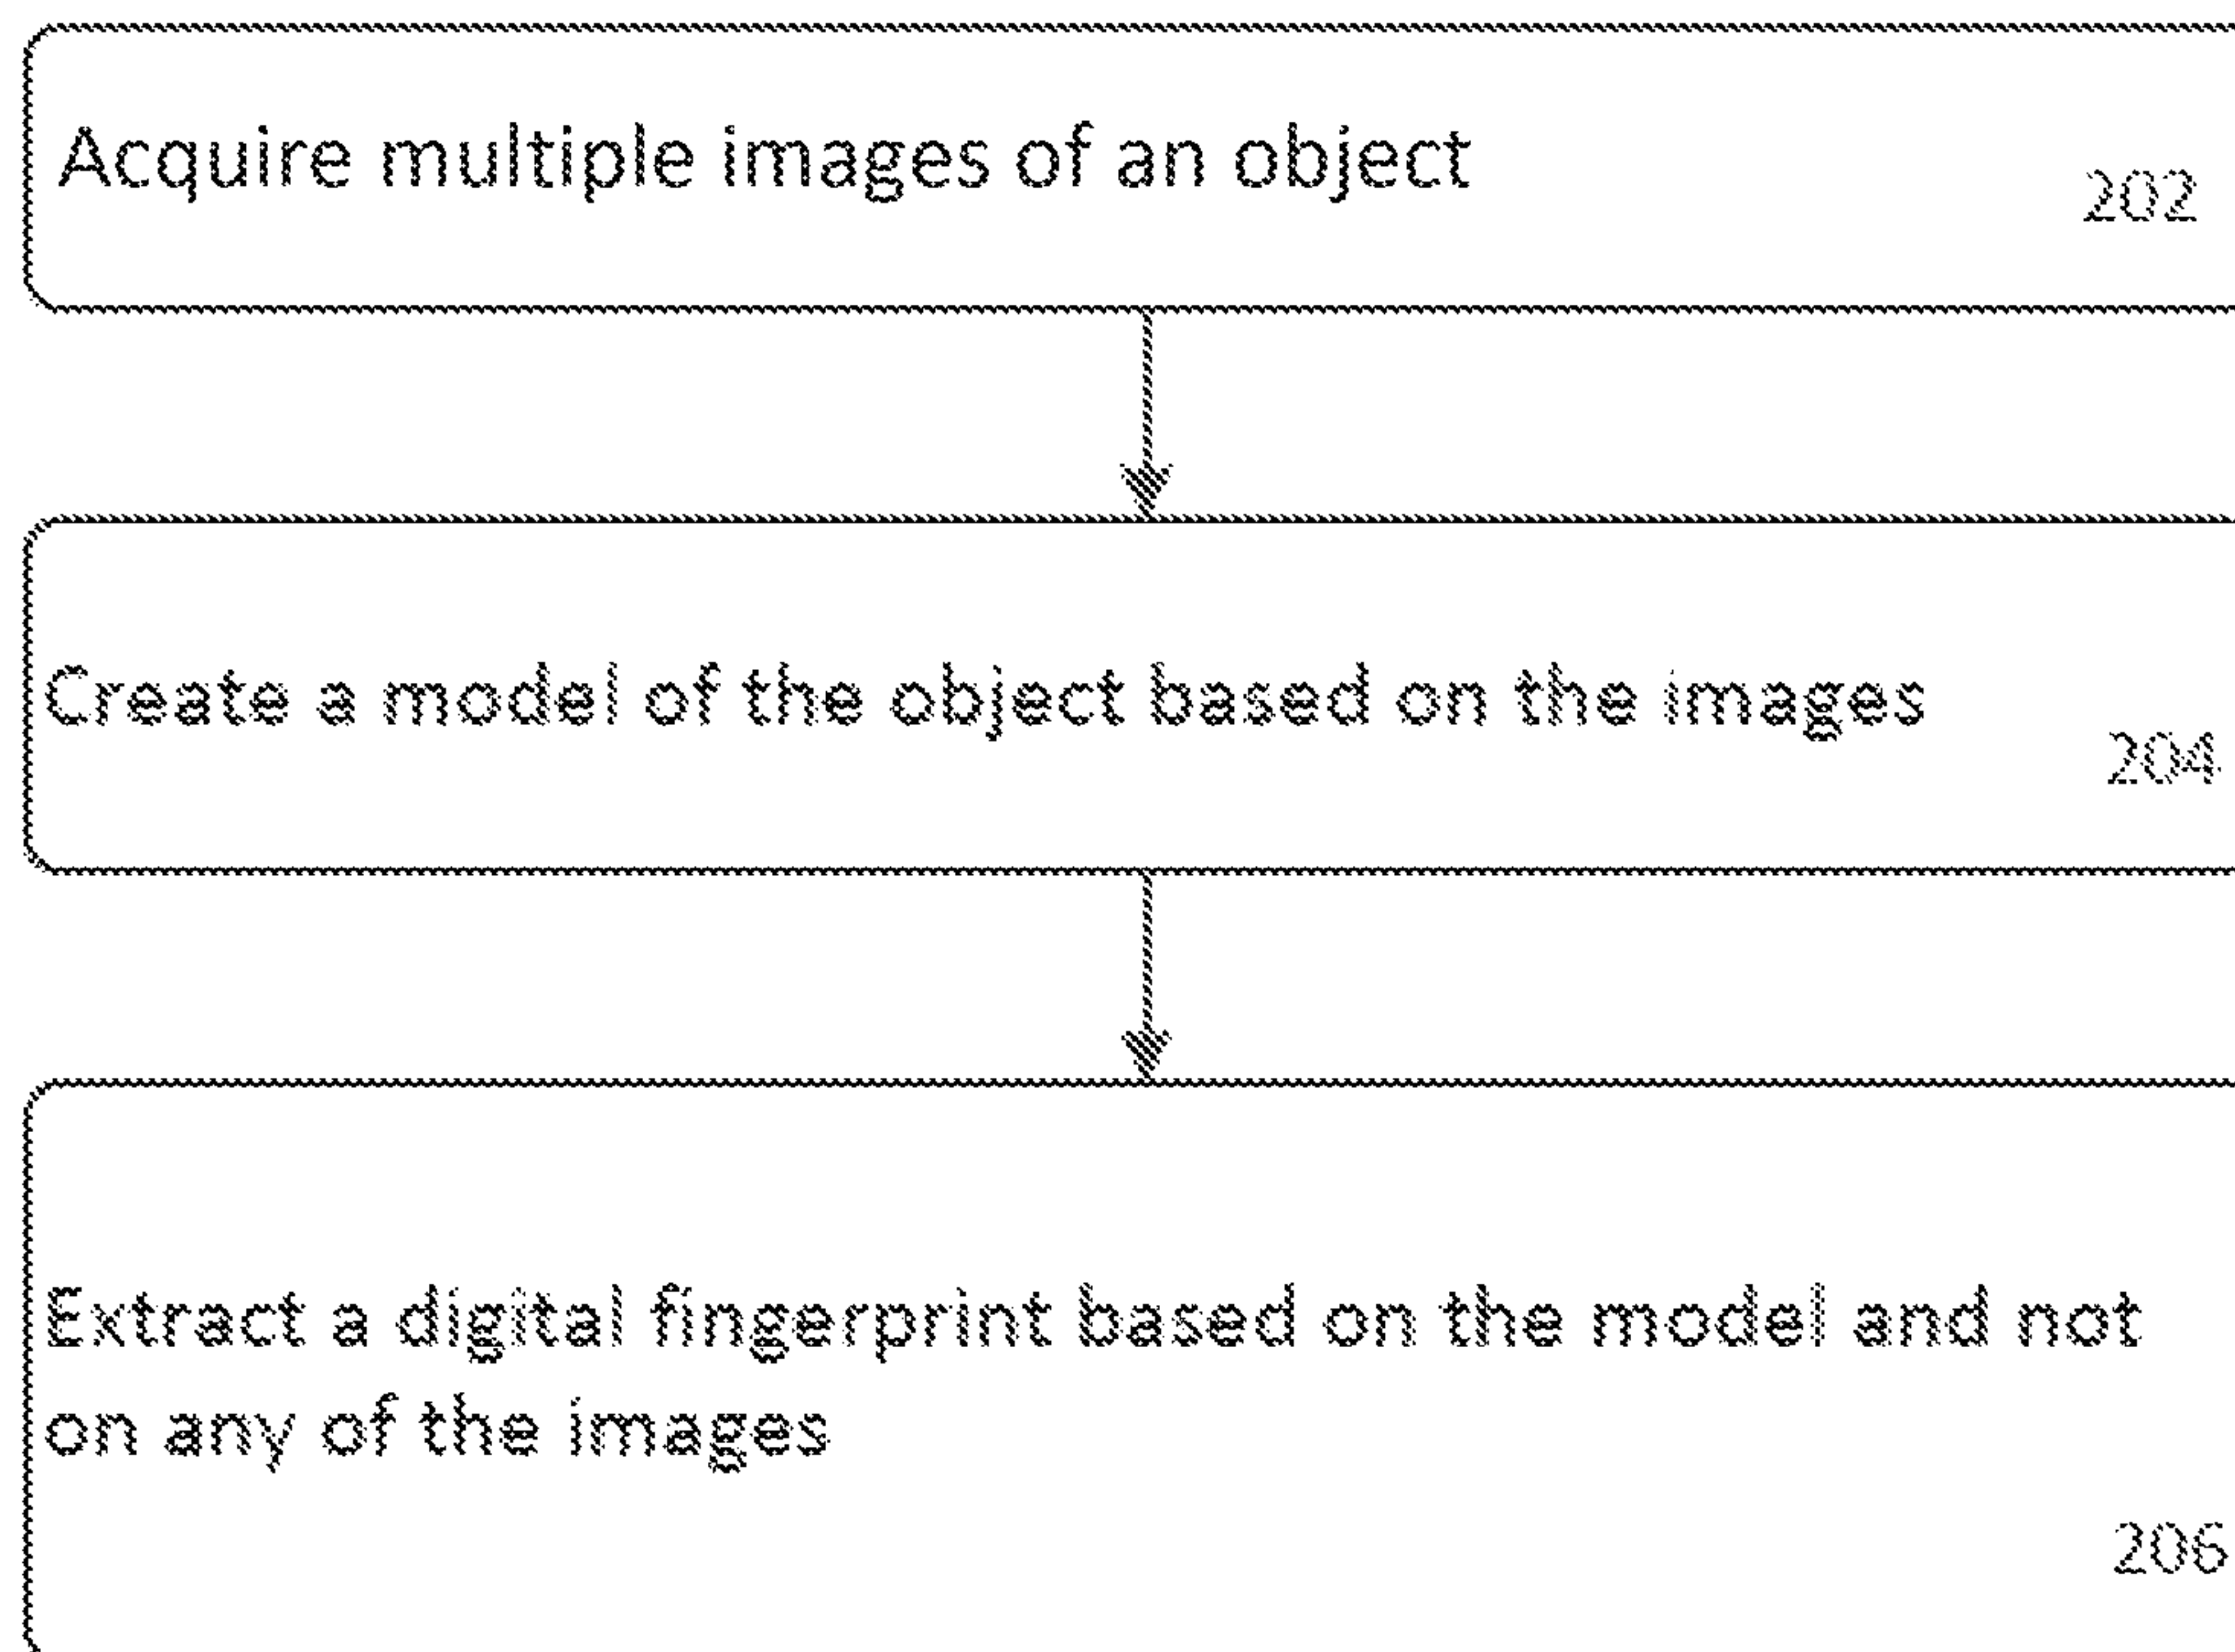 Acquire multiple images of an object
202
Create a model of the object based on the images
204
Extract a digital fingerprint based on the model and not
on any of the images
206